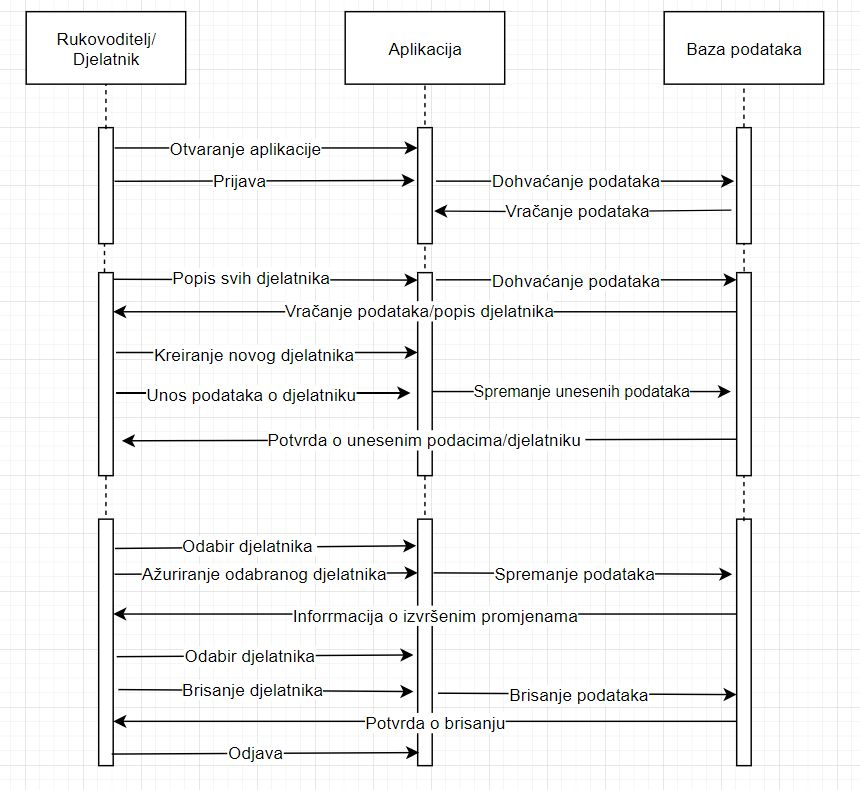 Rukovoditelj/
Djelatnik
Aplikacija
Baza podataka
Otvaranje aplikacije
Prijava
Dohvaćanje podataka
Vračanje podataka
Popis svih djelatnika
Dohvaćanje podataka
Vračanje podataka/popis djelatnika
Kreiranje novog djelatnika
Unos podataka o djelatniku
Spremanje unesenih podataka
Potvrda o unesenim podacima/djelatniku
Odabir djelatnika
Ažuriranje odabranog djelatnika
Spremanje podataka
Inforrmacija o izvršenim promjenama
Odabir djelatnika
Brisanje djelatnika
Brisanje podataka
Potvrda o brisanju
Odjava